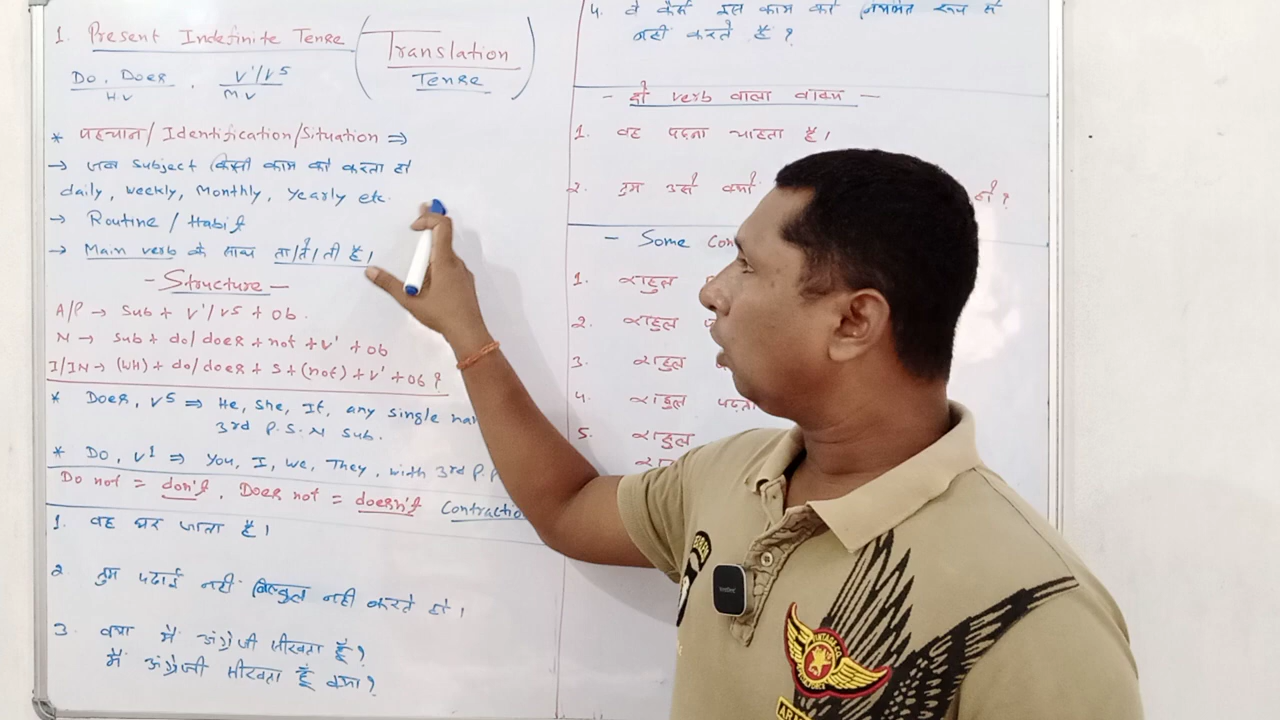 1. Present Indefinite Tense
(Translation
Tense)
Do, Does
H.V
V¹/V⁵
M V
* पहचान/Identification/Situation ⇒
→ जब subject किसी काम को करता हो
daily, weekly, Monthly, Yearly etc.
→ Routine / Habit
→ Main verb के साथ ता/ते/ती है।
- Structure -
A/P → Sub + V¹/V⁵ + Ob.
N → Sub + do/does + not + V¹ + Ob
I/IN → (WH) + do/does + S + (not) + V¹ + Ob ?
* Does, V⁵ ⇒ He, She, It, any single
3rd P.S.N Sub.
* Do, V¹ ⇒ You, I, We, They, with 3rd P.P
Do not = don't, Does not = doesn't
1. वह घर जाता है।
2 तुम पढाई नही बिल्कुल नही करते हो।
3. क्या मैं अंग्रेजी सीखता हूँ?
मैं अंग्रेजी सीखता हूँ क्या?
4. वे कैसे इस काम को नियमित रूप से
नहीं करते हैं?
- दो verb वाला वाक्य -
1. वह पढ़ना चाहता है।
2. तुम उसे क्यों हो?
- Some
1. राहुल
2. राहुल
3. राहुल
4. राहुल
5. राहुल